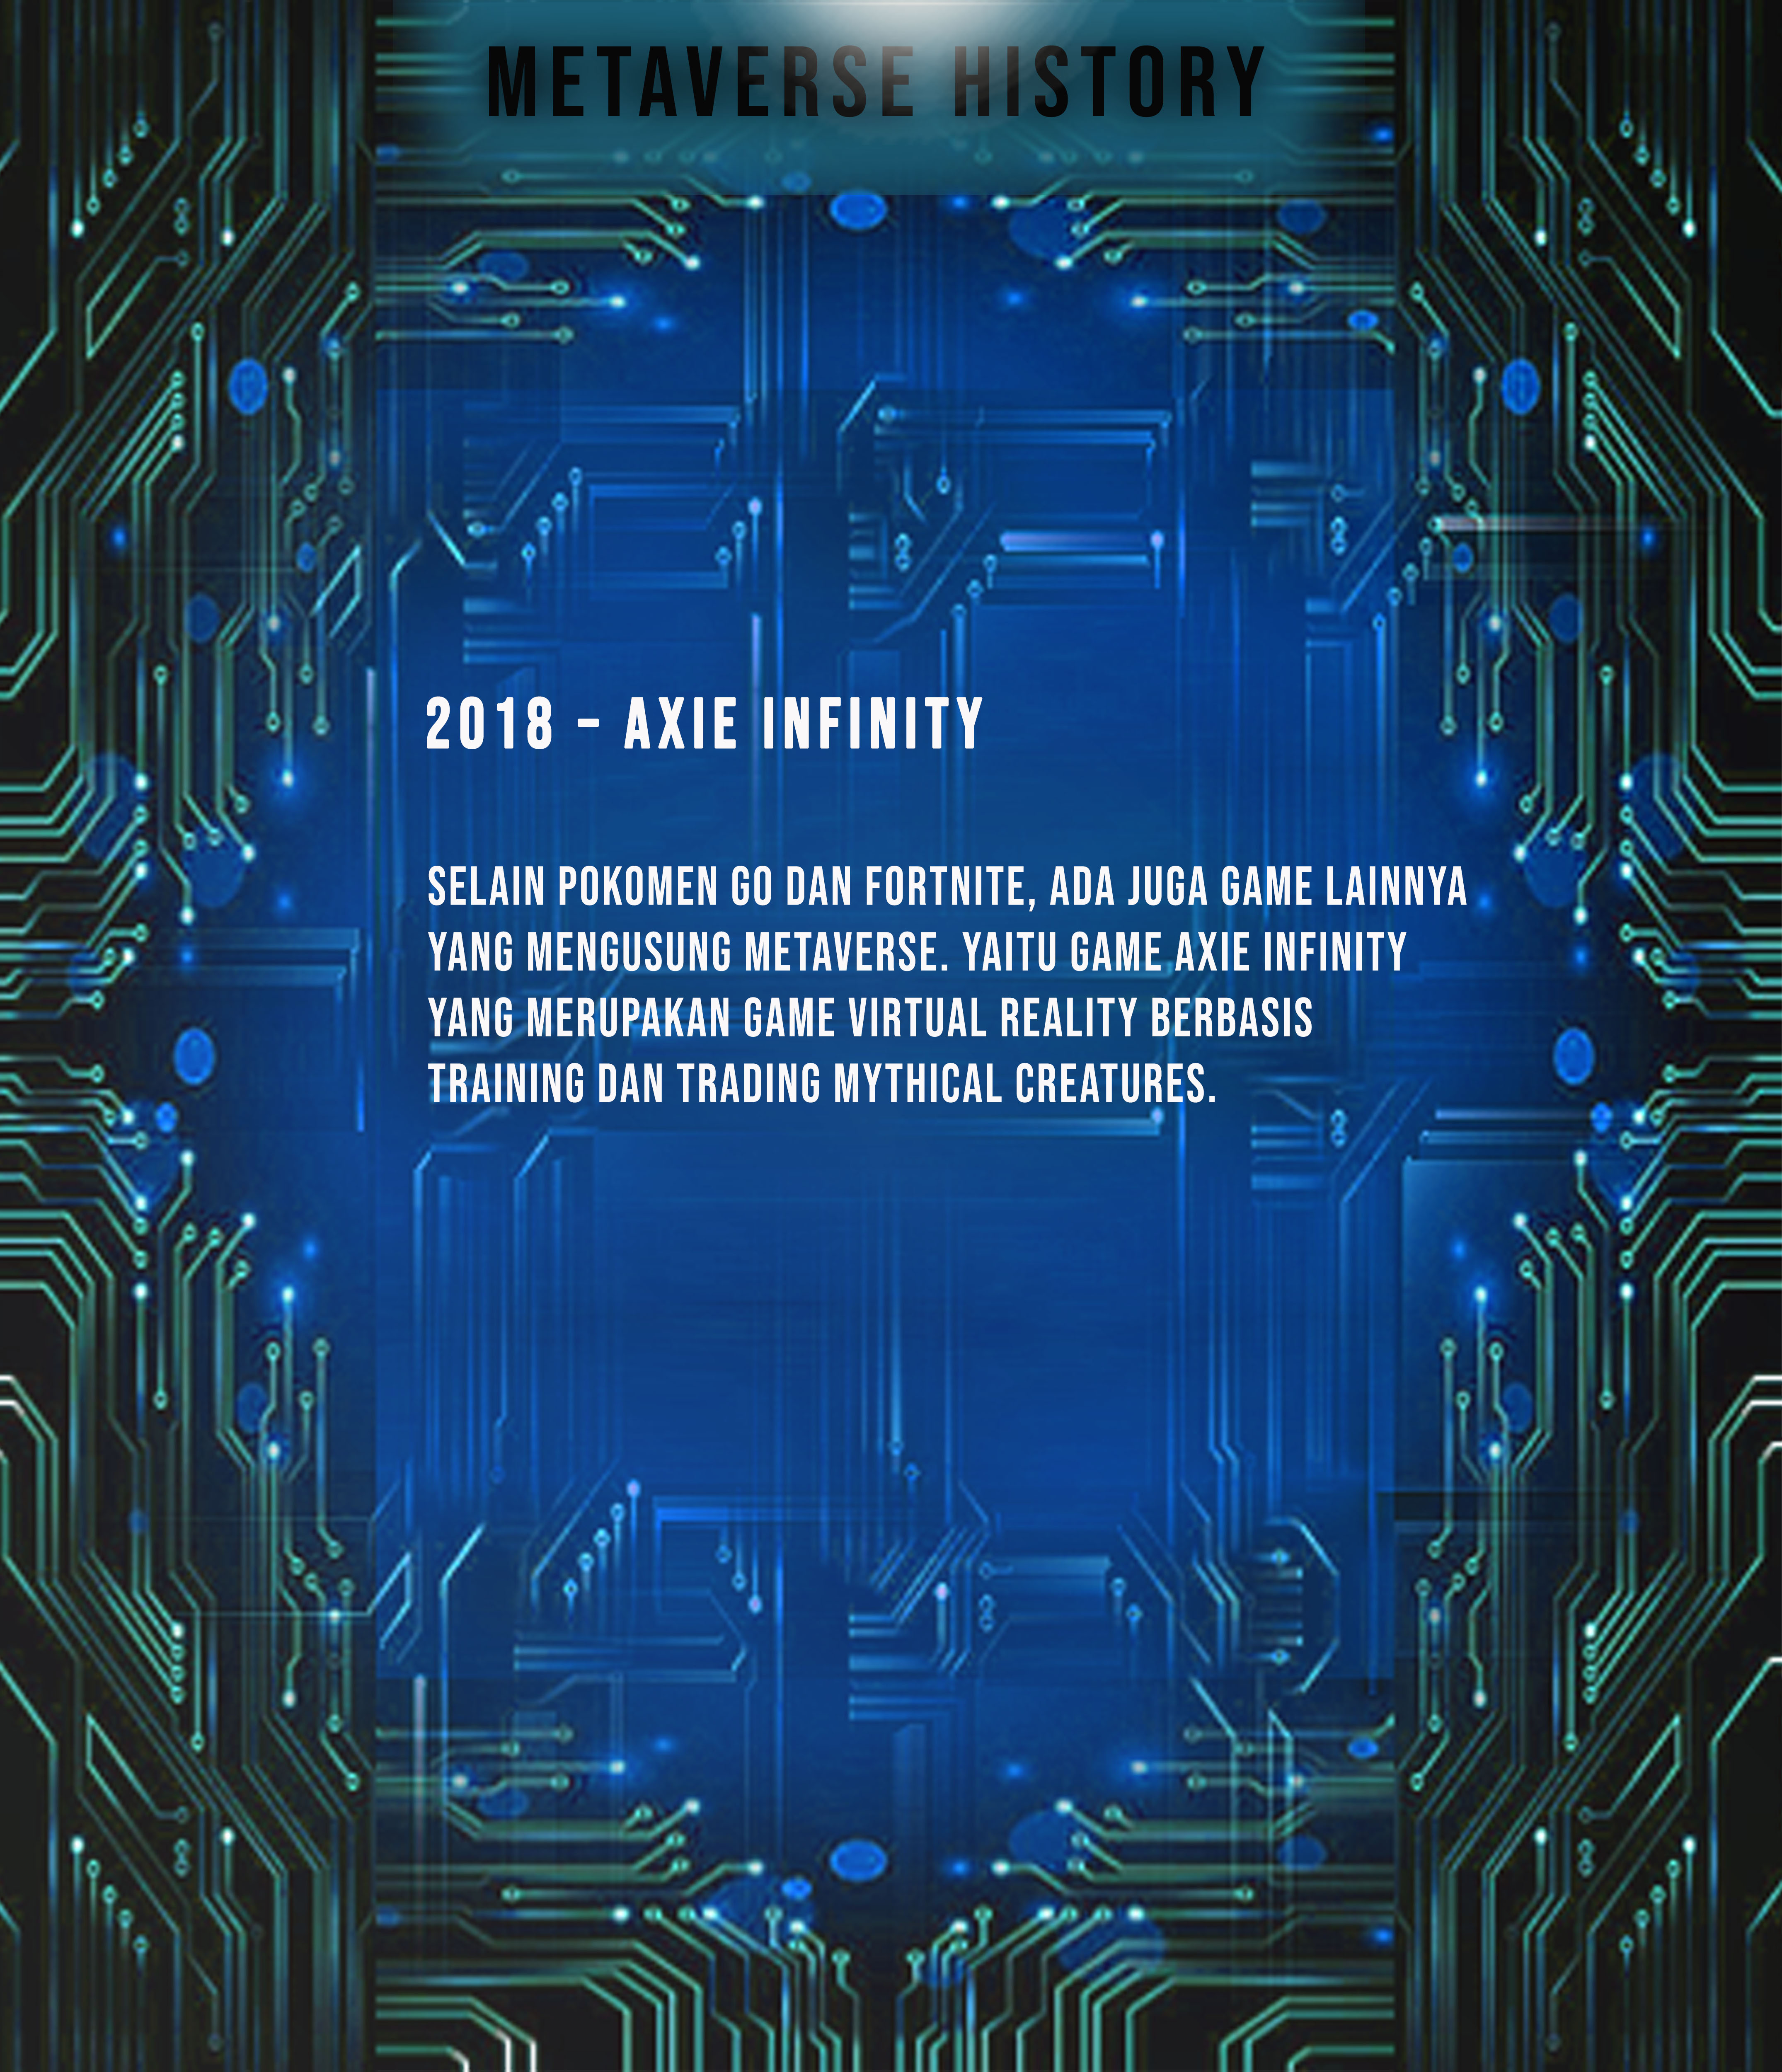 METAVERSE HISTORY
2018 - AXIE INFINITY
SELAIN POKOMEN GO DAN FORTNITE, ADA JUGA GAME LAINNYA
YANG MENGUSUNG METAVERSE. YAITU GAME AXIE INFINITY
YANG MERUPAKAN GAME VIRTUAL REALITY BERBASIS
TRAINING DAN TRADING MYTHICAL CREATURES.